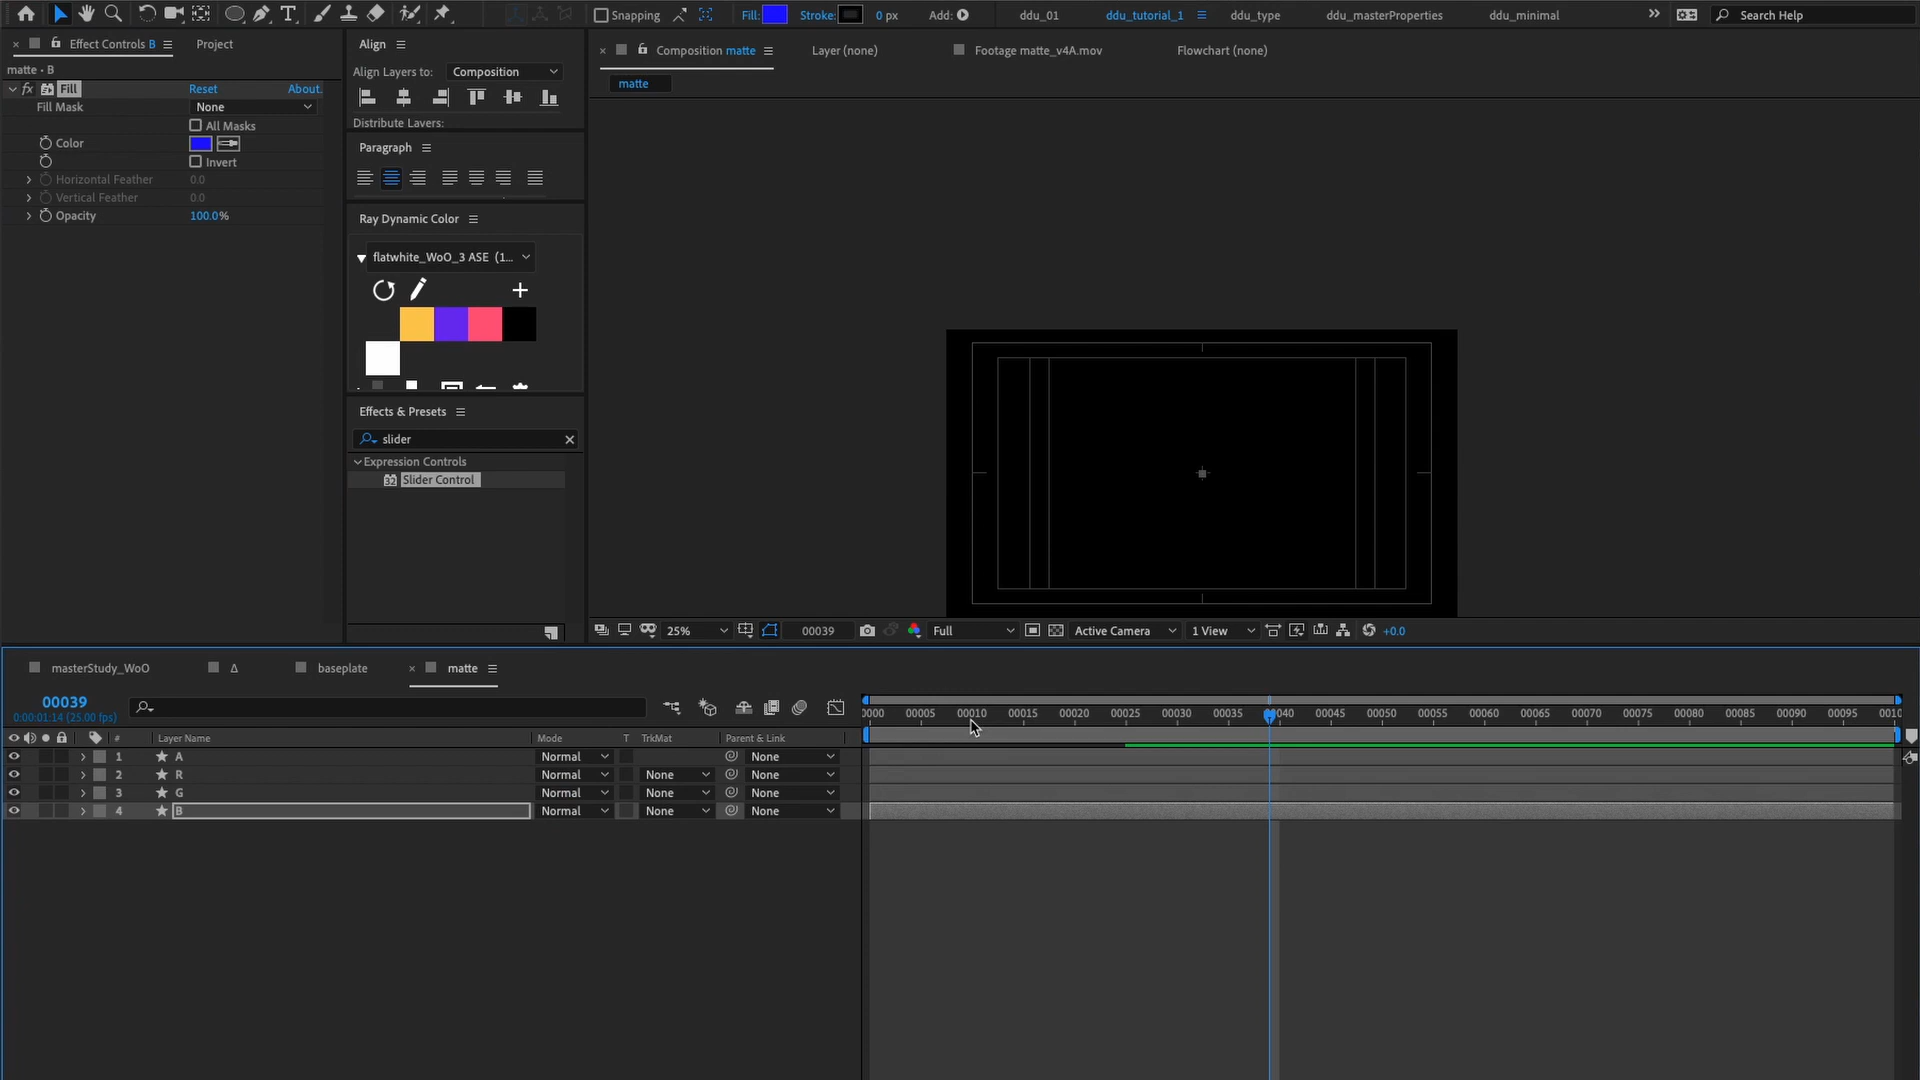 Snapping
Fill:
Stroke:
0 px
Add:
ddu_01
ddu_tutorial_1
ddu_type
ddu_masterProperties
ddu_minimal
Search Help
Effect Controls B
Project
matte • B
fx Fill
Reset
About.
Fill Mask
None
All Masks
Color
Invert
Horizontal Feather
0.0
Vertical Feather
0.0
Opacity
100.0%
Align
Align Layers to:
Composition
Distribute Layers:
Paragraph
Ray Dynamic Color
flatwhite_WoO_3 ASE (1...
Effects & Presets
slider
Expression Controls
32 Slider Control
Composition matte
Layer (none)
Footage matte_v4A.mov
Flowchart (none)
matte
25%
00039
Full
Active Camera
1 View
+0.0
masterStudy_WoO
Δ
baseplate
matte
00039
0:00:01:14 (25.00 fps)
0000 00005 00010 00015 00020 00025 00030 00035 00040 00045 00050 00055 00060 00065 00070 00075 00080 00085 00090 00095 0010
# Layer Name Mode T TrkMat Parent & Link
1 A Normal None
2 R Normal None None
3 G Normal None None
4 B Normal None None